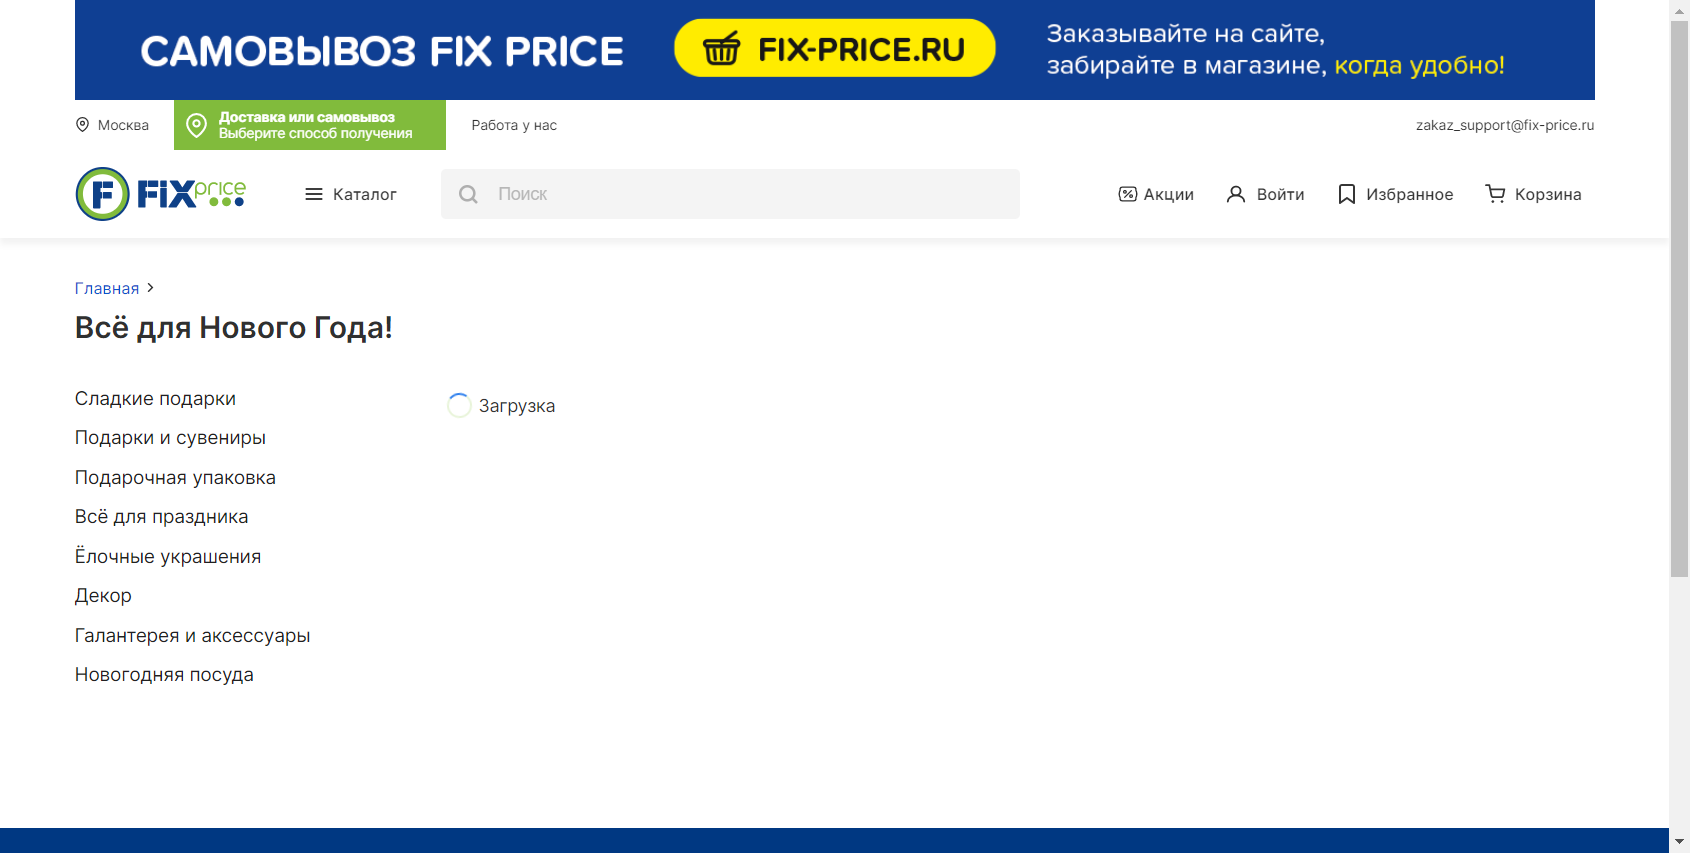 САМОВЫВОЗ FIX PRICE
FIX-PRICE.RU
Заказывайте на сайте,
забирайте в магазине, когда удобно!
Москва
Доставка или самовывоз
Выберите способ получения
Работа у нас
zakaz_support@fix-price.ru
F FIX price
Каталог
Поиск
Акции
Войти
Избранное
Корзина
Главная
Всё для Нового Года!
Сладкие подарки
Подарки и сувениры
Подарочная упаковка
Всё для праздника
Ёлочные украшения
Декор
Галантерея и аксессуары
Новогодняя посуда
Загрузка